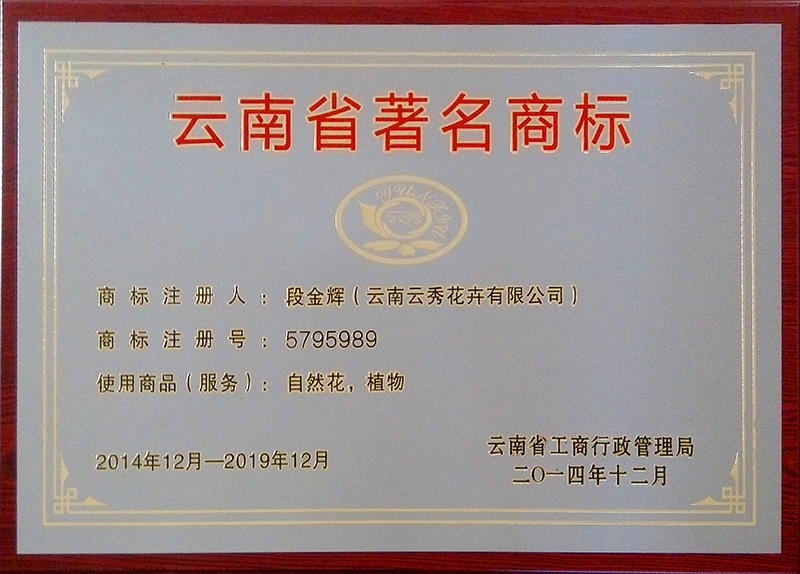 云南省著名商标
YUNXIU
云秀
商标注册人：段金辉（云南云秀花卉有限公司）
商标注册号：5795989
使用商品（服务）：自然花，植物
2014年12月—2019年12月
云南省工商行政管理局
二〇一四年十二月